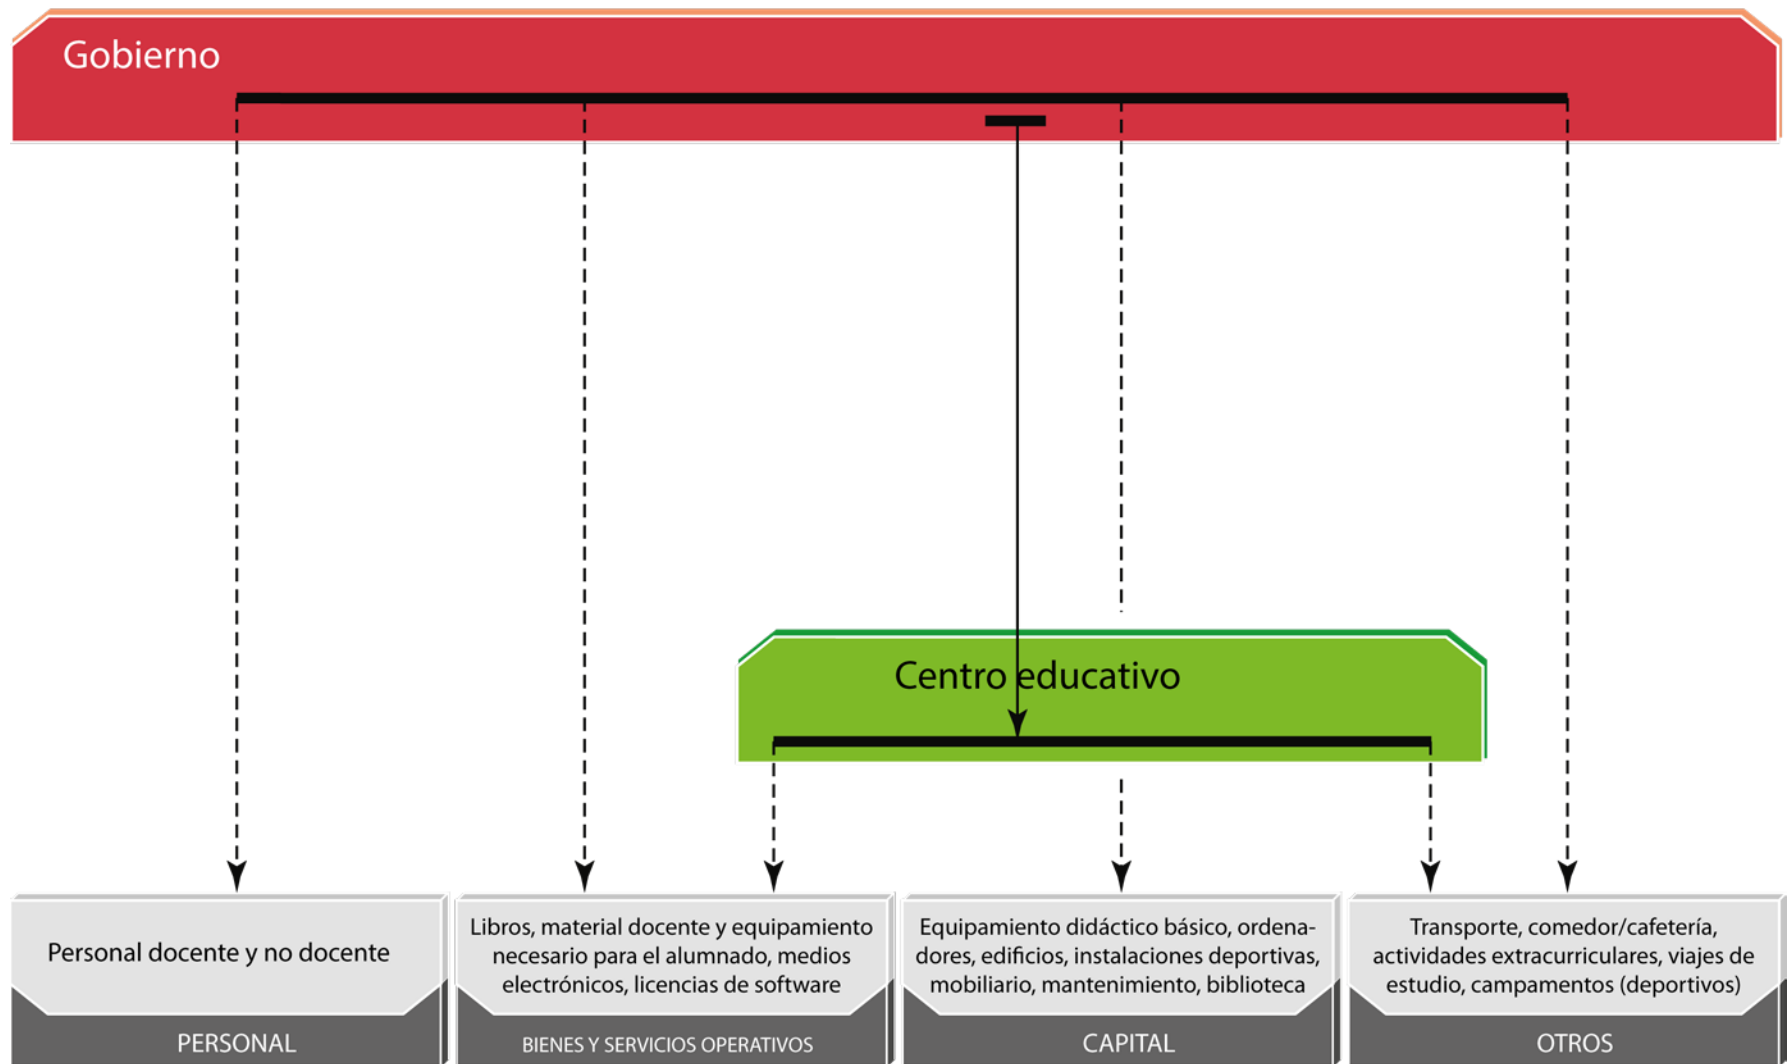 Gobierno
Centro educativo
Personal docente y no docente
PERSONAL
Libros, material docente y equipamiento
necesario para el alumnado, medios
electrónicos, licencias de software
BIENES Y SERVICIOS OPERATIVOS
Equipamiento didáctico básico, ordena-
dores, edificios, instalaciones deportivas,
mobiliario, mantenimiento, biblioteca
CAPITAL
Transporte, comedor/cafetería,
actividades extracurriculares, viajes de
estudio, campamentos (deportivos)
OTROS